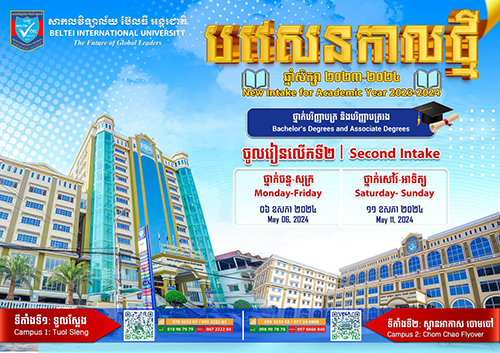 សាកលវិទ្យាល័យ ប៊ែលធី អន្តរជាតិ
BELTEI INTERNATIONAL UNIVERSITY
The Future of Global Leaders
បវេសនកាលថ្មី
ឆ្នាំសិក្សា ២០២៣-២០២៤
New Intake for Academic Year 2023-2024
ថ្នាក់បរិញ្ញាបត្រ និងបរិញ្ញាបត្ររង
Bachelor's Degrees and Associate Degrees
ចូលរៀនលើកទី២ | Second Intake
ថ្នាក់ចន្ទ-សុក្រ
Monday-Friday
០៦ ឧសភា ២០២៤
May 06, 2024
ថ្នាក់សៅរ៍-អាទិត្យ
Saturday- Sunday
១១ ឧសភា ២០២៤
May 11, 2024
ទីតាំងទី១: ទួលស្លែង
Campus 1: Tuol Sleng
ទីតាំងទី២: ស្ពានអាកាស ចោមចៅ
Campus 2: Chom Chao Flyover